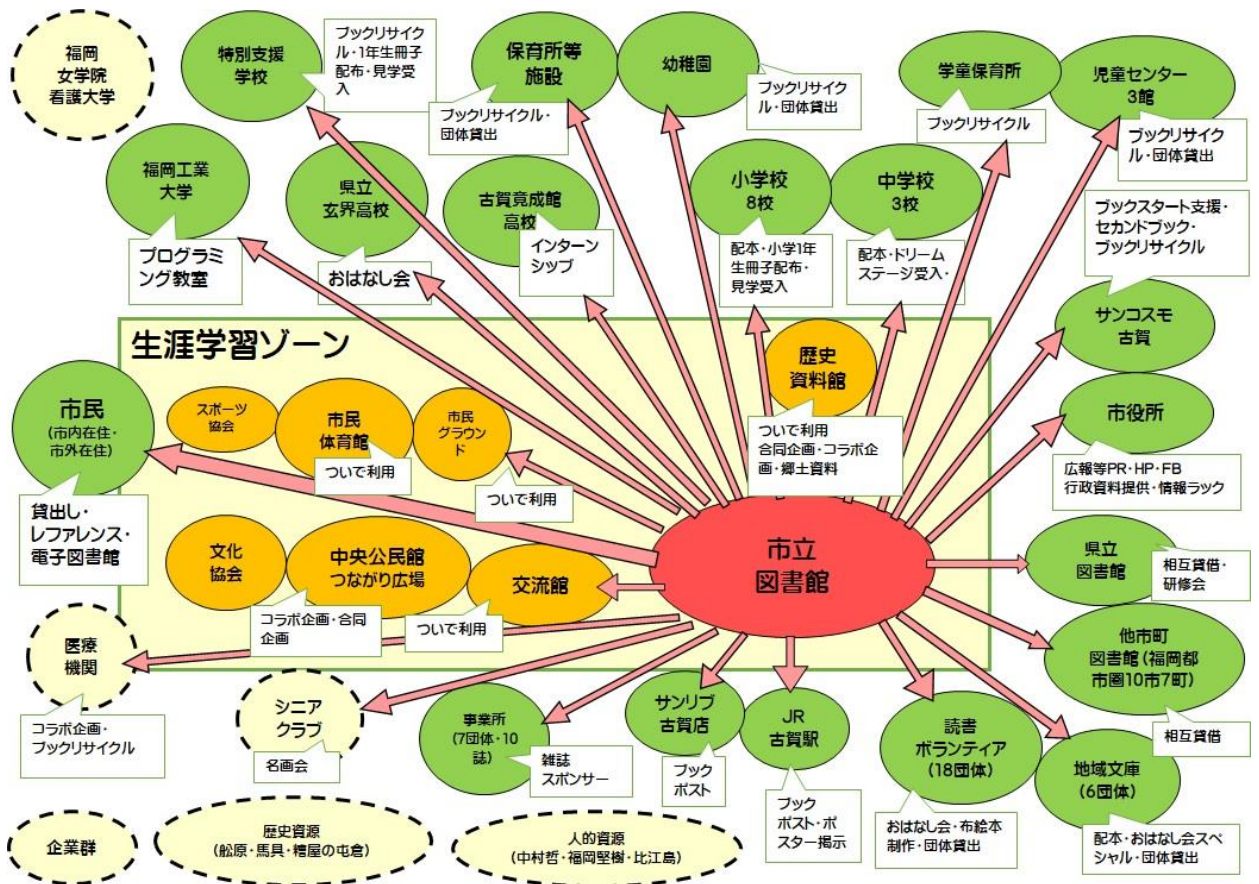 福岡
女学院
看護大学
特別支援
学校
ブックリサイク
ル・1年生冊子
配布・見学受
入
保育所等
施設
ブックリサイクル・
団体貸出
幼稚園
ブックリサイク
ル・団体貸出
学童保育所
ブックリサイクル
児童センター
3館
ブックリサイク
ル・団体貸出
福岡工業
大学
プログラミ
ング教室
県立
玄界高校
おはなし会
古賀竟成館
高校
インターン
シップ
小学校
8校
配本・小学1年
生冊子配布・
見学受入
中学校
3校
配本・ドリーム
ステージ受入・
ブックスタート支援・
セカンドブック・
ブックリサイクル
サンコスモ
古賀
生涯学習ゾーン
歴史
資料館
ついで利用
合同企画・コラボ企
画・郷土資料
市民
(市内在住・
市外在住)
貸出し・
レファレンス・
電子図書館
スポーツ
協会
市民
体育館
ついで利用
市民
グラウン
ド
ついで利用
市役所
広報等PR・HP・FB
行政資料提供・情報ラック
文化
協会
中央公民館
つながり広場
コラボ企画・合同
企画
交流館
ついで利用
市立
図書館
県立
図書館
相互貸借・
研修会
他市町
図書館(福岡都
市圏10市7町)
相互貸借
医療
機関
コラボ企画・
ブックリサイクル
シニア
クラブ
名画会
事業所
(7団体・10
誌)
雑誌
スポンサー
サンリブ
古賀店
ブック
ポスト
JR
古賀駅
ブック
ポスト・ポ
スター掲示
読書
ボランティア
(18団体)
おはなし会・布絵本
制作・団体貸出
地域文庫
(6団体)
配本・おはなし会スペ
シャル・団体貸出
企業群
歴史資源
(舩原・馬具・糟屋の屯倉)
人的資源
(中村哲・福岡堅樹・比江島)